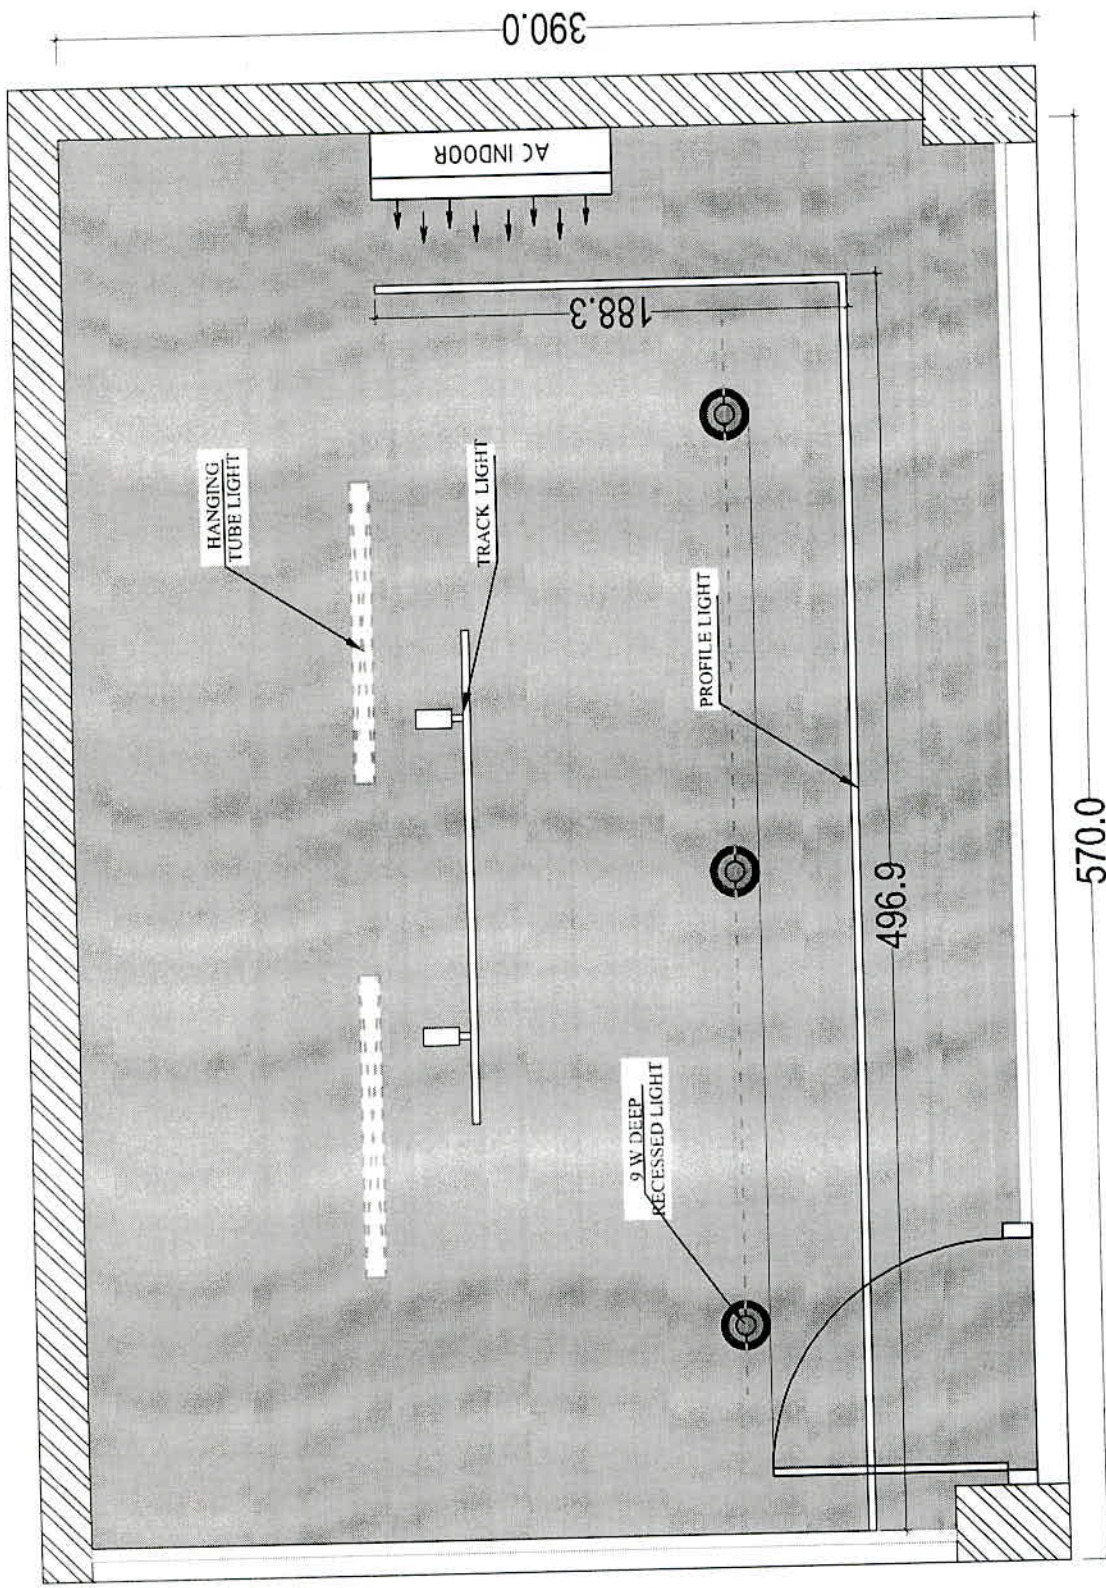 390.0
AC INDOOR
188.3
HANGING
TUBE LIGHT
TRACK LIGHT
PROFILE LIGHT
496.9
9 W DEEP
RECESSED LIGHT
570.0